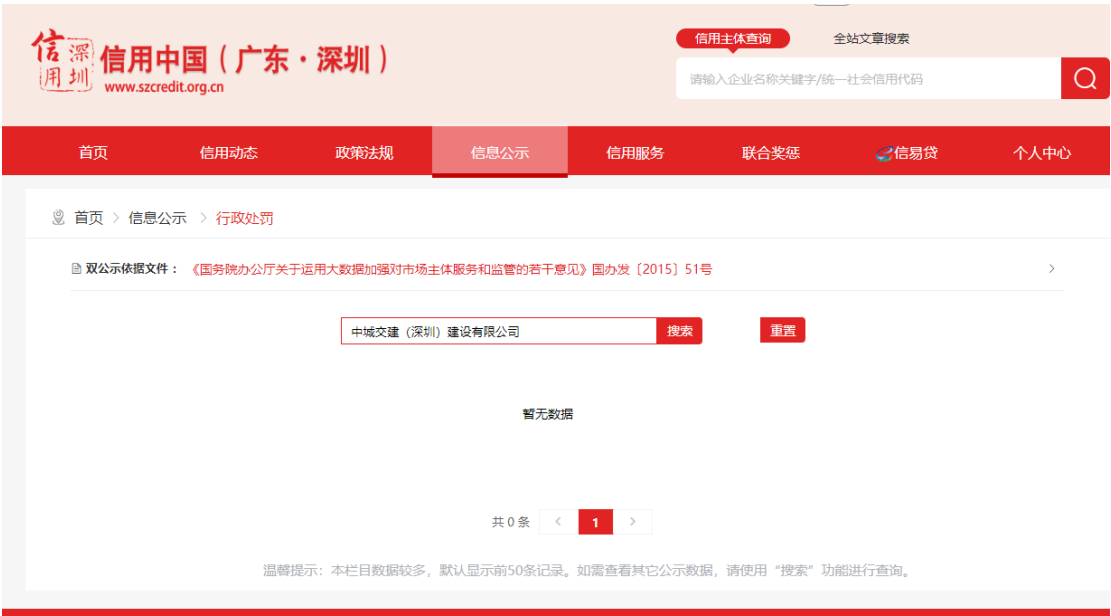 信用
深圳
信用中国（广东·深圳）
www.szcredit.org.cn
信用主体查询 全站文章搜索
请输入企业名称关键字/统一社会信用代码
首页 信用动态 政策法规 信息公示 信用服务 联合奖惩 信易贷 个人中心
首页 > 信息公示 > 行政处罚
双公示依据文件： 《国务院办公厅关于运用大数据加强对市场主体服务和监管的若干意见》国办发〔2015〕51号 >
中城交建（深圳）建设有限公司 搜索 重置
暂无数据
共 0 条 < 1 >
温馨提示：本栏目数据较多，默认显示前50条记录。如需查看其它公示数据，请使用“搜索”功能进行查询。